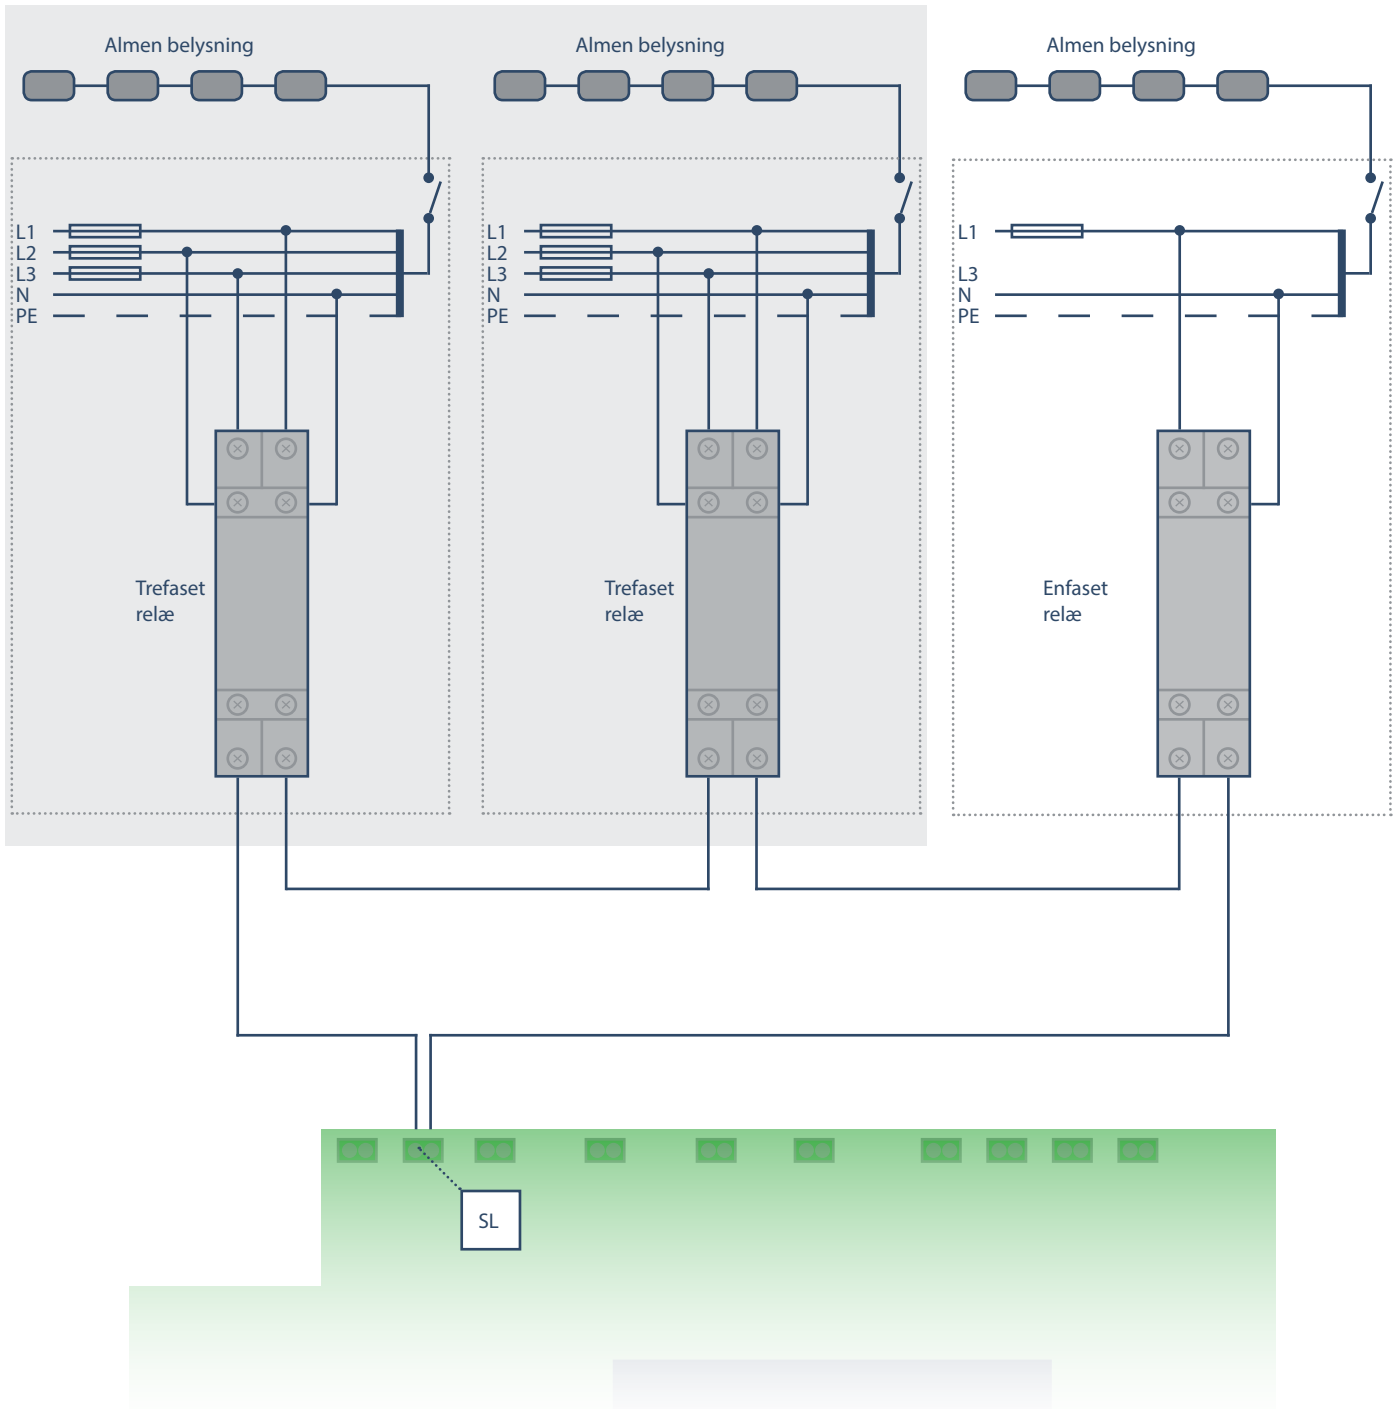 Almen belysning
Almen belysning
Almen belysning
L1
L2
L3
N
PE
L1
L2
L3
N
PE
L1
L3
N
PE
Trefaset
relæ
Trefaset
relæ
Enfaset
relæ
SL